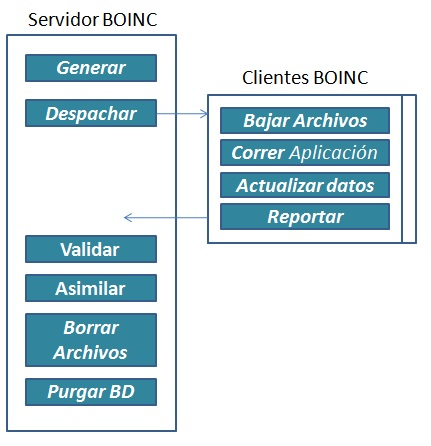 Servidor BOINC
Generar
Despachar
Validar
Asimilar
Borrar
Archivos
Purgar BD
Clientes BOINC
Bajar Archivos
Correr Aplicación
Actualizar datos
Reportar